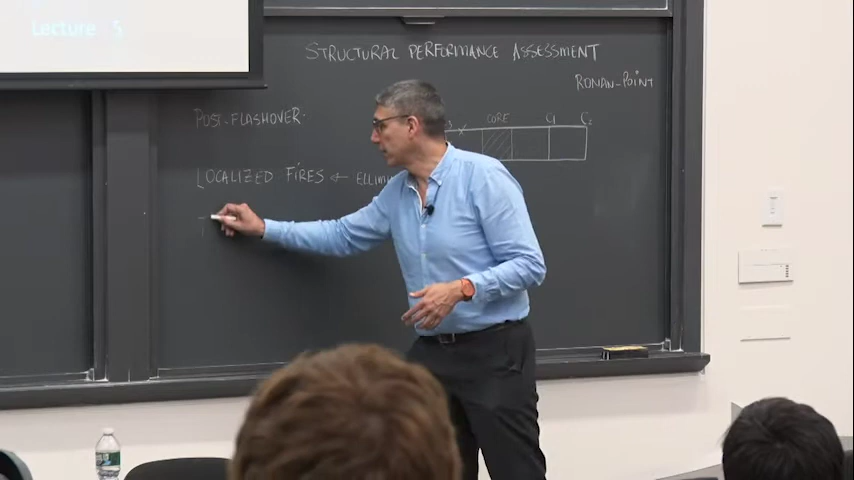 Lecture 5
STRUCTURAL PERFORMANCE ASSESSMENT
RONAN-POINT
POST-FLASHOVER
CORE C1 C2
LOCALIZED FIRES ←